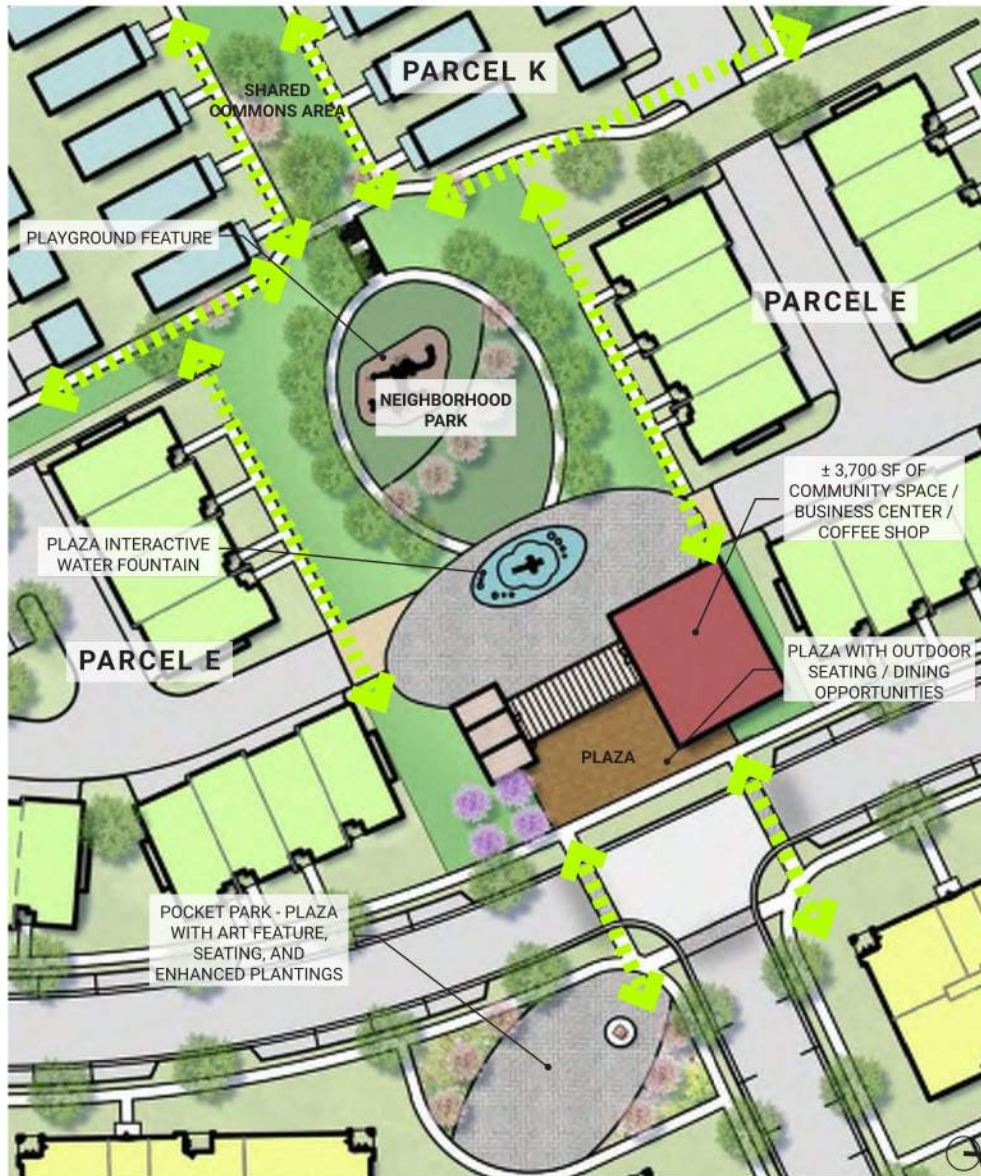 PARCEL K
SHARED
COMMONS AREA
PLAYGROUND FEATURE
PARCEL E
NEIGHBORHOOD
PARK
± 3,700 SF OF
COMMUNITY SPACE /
BUSINESS CENTER /
COFFEE SHOP
PLAZA INTERACTIVE
WATER FOUNTAIN
PARCEL E
PLAZA WITH OUTDOOR
SEATING / DINING
OPPORTUNITIES
PLAZA
POCKET PARK - PLAZA
WITH ART FEATURE,
SEATING, AND
ENHANCED PLANTINGS